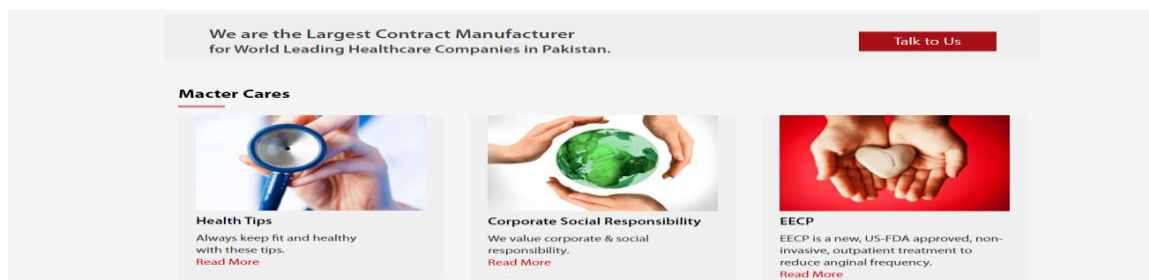 We are the Largest Contract Manufacturer
for World Leading Healthcare Companies in Pakistan.
Talk to Us
Macter Cares
Health Tips
Always keep fit and healthy
with these tips.
Read More
Corporate Social Responsibility
We value corporate & social
responsibility.
Read More
EECP
EECP is a new, US-FDA approved, non-
invasive, outpatient treatment to
reduce anginal frequency.
Read More